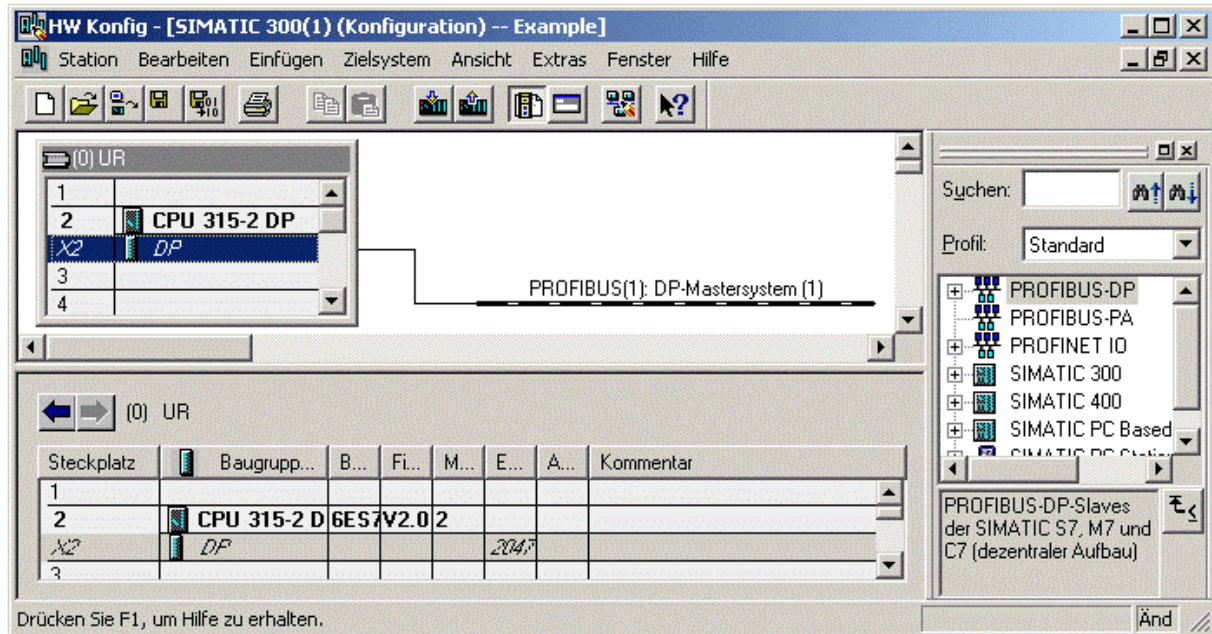 HW Konfig - [SIMATIC 300(1) (Konfiguration) -- Example]
Station Bearbeiten Einfügen Zielsystem Ansicht Extras Fenster Hilfe
(0) UR
1
2 CPU 315-2 DP
X2 DP
3
4
PROFIBUS(1): DP-Mastersystem (1)
Suchen:
Profil: Standard
PROFIBUS-DP
PROFIBUS-PA
PROFINET IO
SIMATIC 300
SIMATIC 400
SIMATIC PC Based
SIMATIC PC Station
PROFIBUS-DP-Slaves
der SIMATIC S7, M7 und
C7 (dezentraler Aufbau)
(0) UR
Steckplatz Baugrupp... B... Fi... M... E... A... Kommentar
1
2 CPU 315-2 D 6ES7 V2.0 2
X2 DP 2047
3
Drücken Sie F1, um Hilfe zu erhalten.
Änd